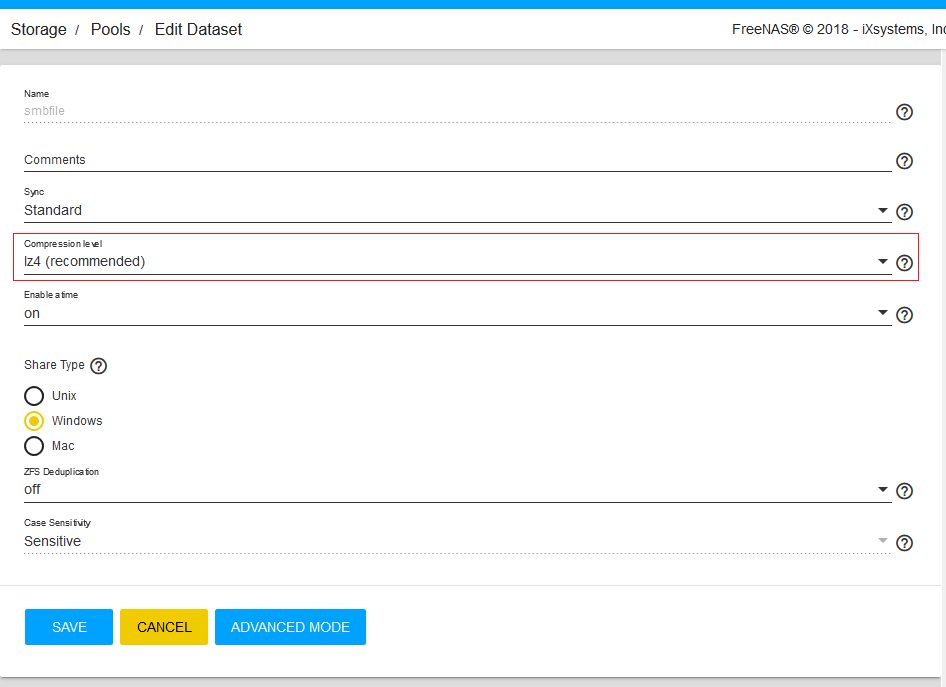 Storage / Pools / Edit Dataset
FreeNAS® © 2018 - iXsystems, Inc
Name
smbfile
Comments
Sync
Standard
Compression level
lz4 (recommended)
Enable atime
on
Share Type
Unix
Windows
Mac
ZFS Deduplication
off
Case Sensitivity
Sensitive
SAVE CANCEL ADVANCED MODE